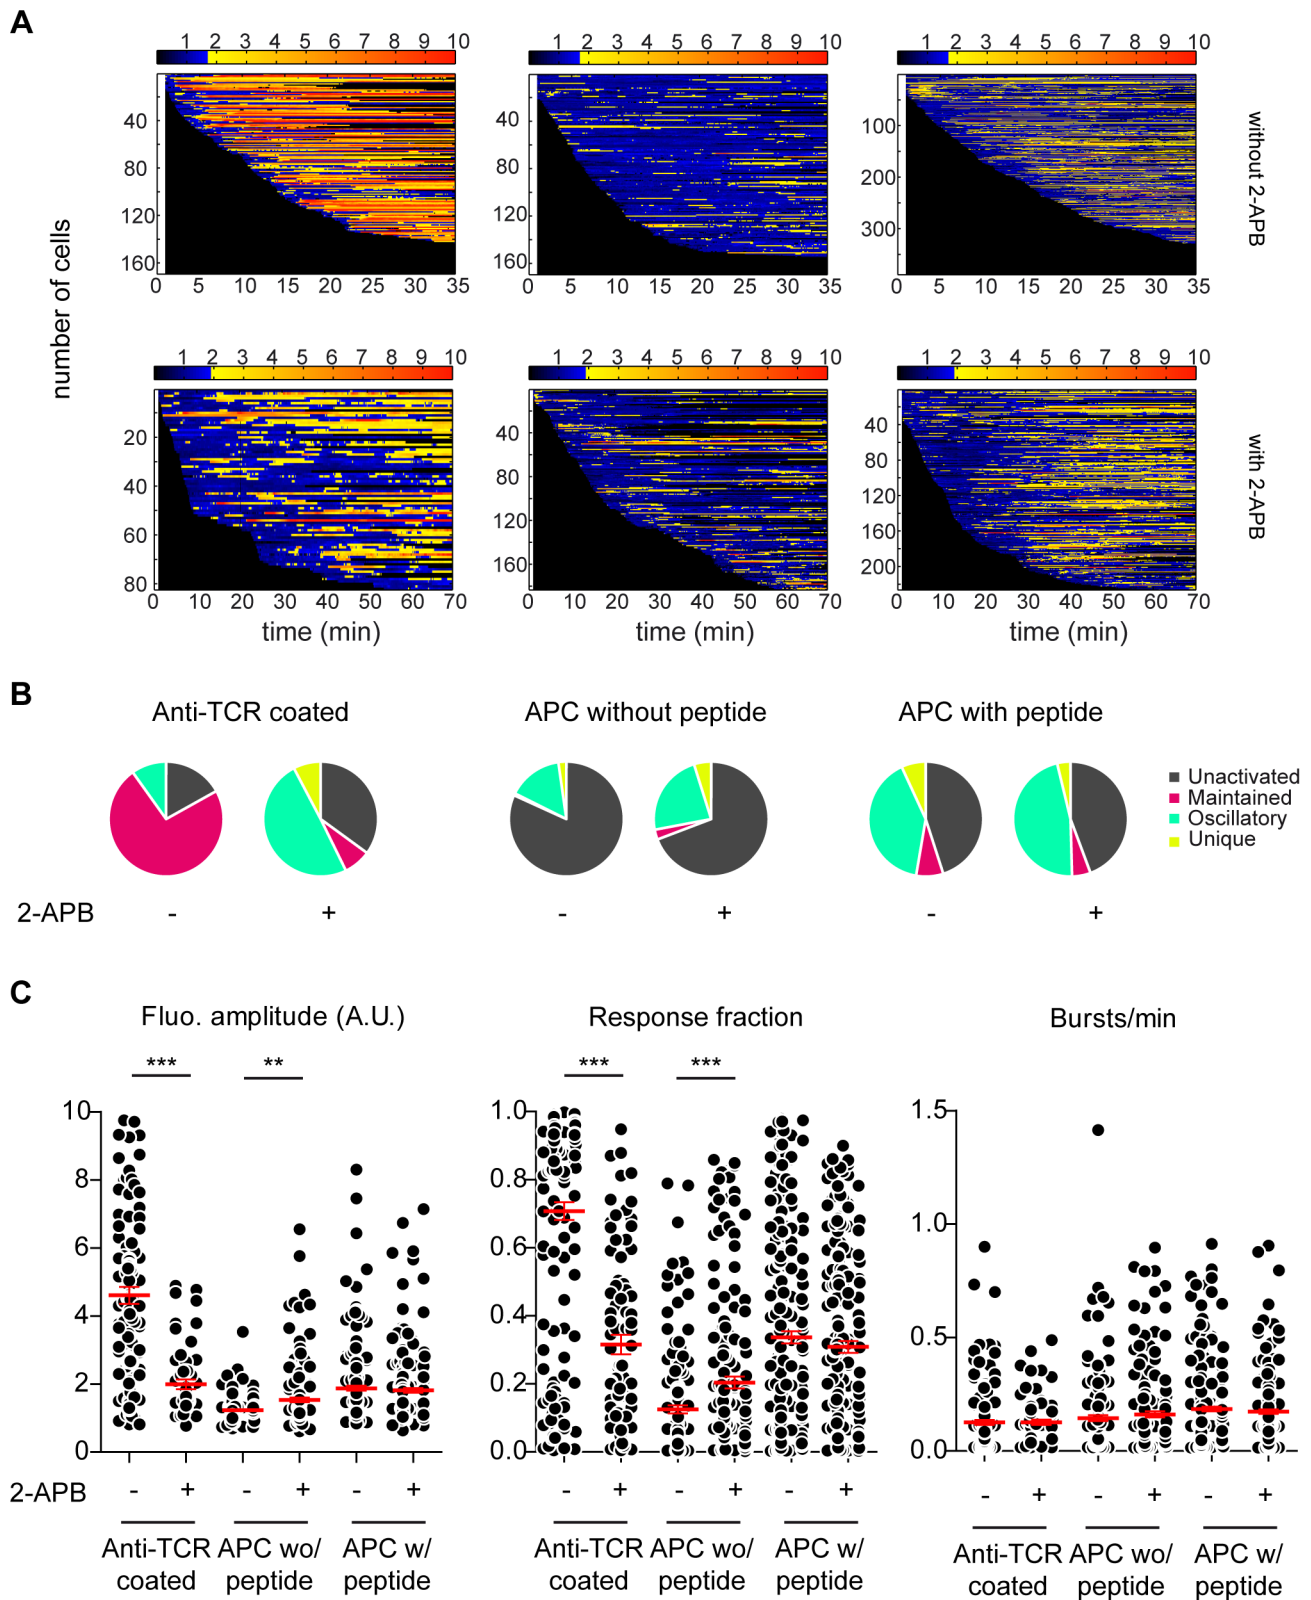 A
1 2 3 4 5 6 7 8 9 10
1 2 3 4 5 6 7 8 9 10
1 2 3 4 5 6 7 8 9 10
40
80
120
160
0 5 10 15 20 25 30 35
40
80
120
160
0 5 10 15 20 25 30 35
100
200
300
0 5 10 15 20 25 30 35
without 2-APB
number of cells
1 2 3 4 5 6 7 8 9 10
1 2 3 4 5 6 7 8 9 10
1 2 3 4 5 6 7 8 9 10
20
40
60
80
0 10 20 30 40 50 60 70
time (min)
40
80
120
160
0 10 20 30 40 50 60 70
time (min)
40
80
120
160
200
0 10 20 30 40 50 60 70
time (min)
with 2-APB
B
Anti-TCR coated
APC without peptide
APC with peptide
Unactivated
Maintained
Oscillatory
Unique
2-APB - + - + - +
C
Fluo. amplitude (A.U.)
*** **
10
8
6
4
2
0
Response fraction
*** ***
1.0
0.8
0.6
0.4
0.2
0.0
Bursts/min
1.5
1.0
0.5
0.0
2-APB - + - + - + - + - + - + - + - + - +
Anti-TCR coated
APC wo/ peptide
APC w/ peptide
Anti-TCR coated
APC wo/ peptide
APC w/ peptide
Anti-TCR coated
APC wo/ peptide
APC w/ peptide